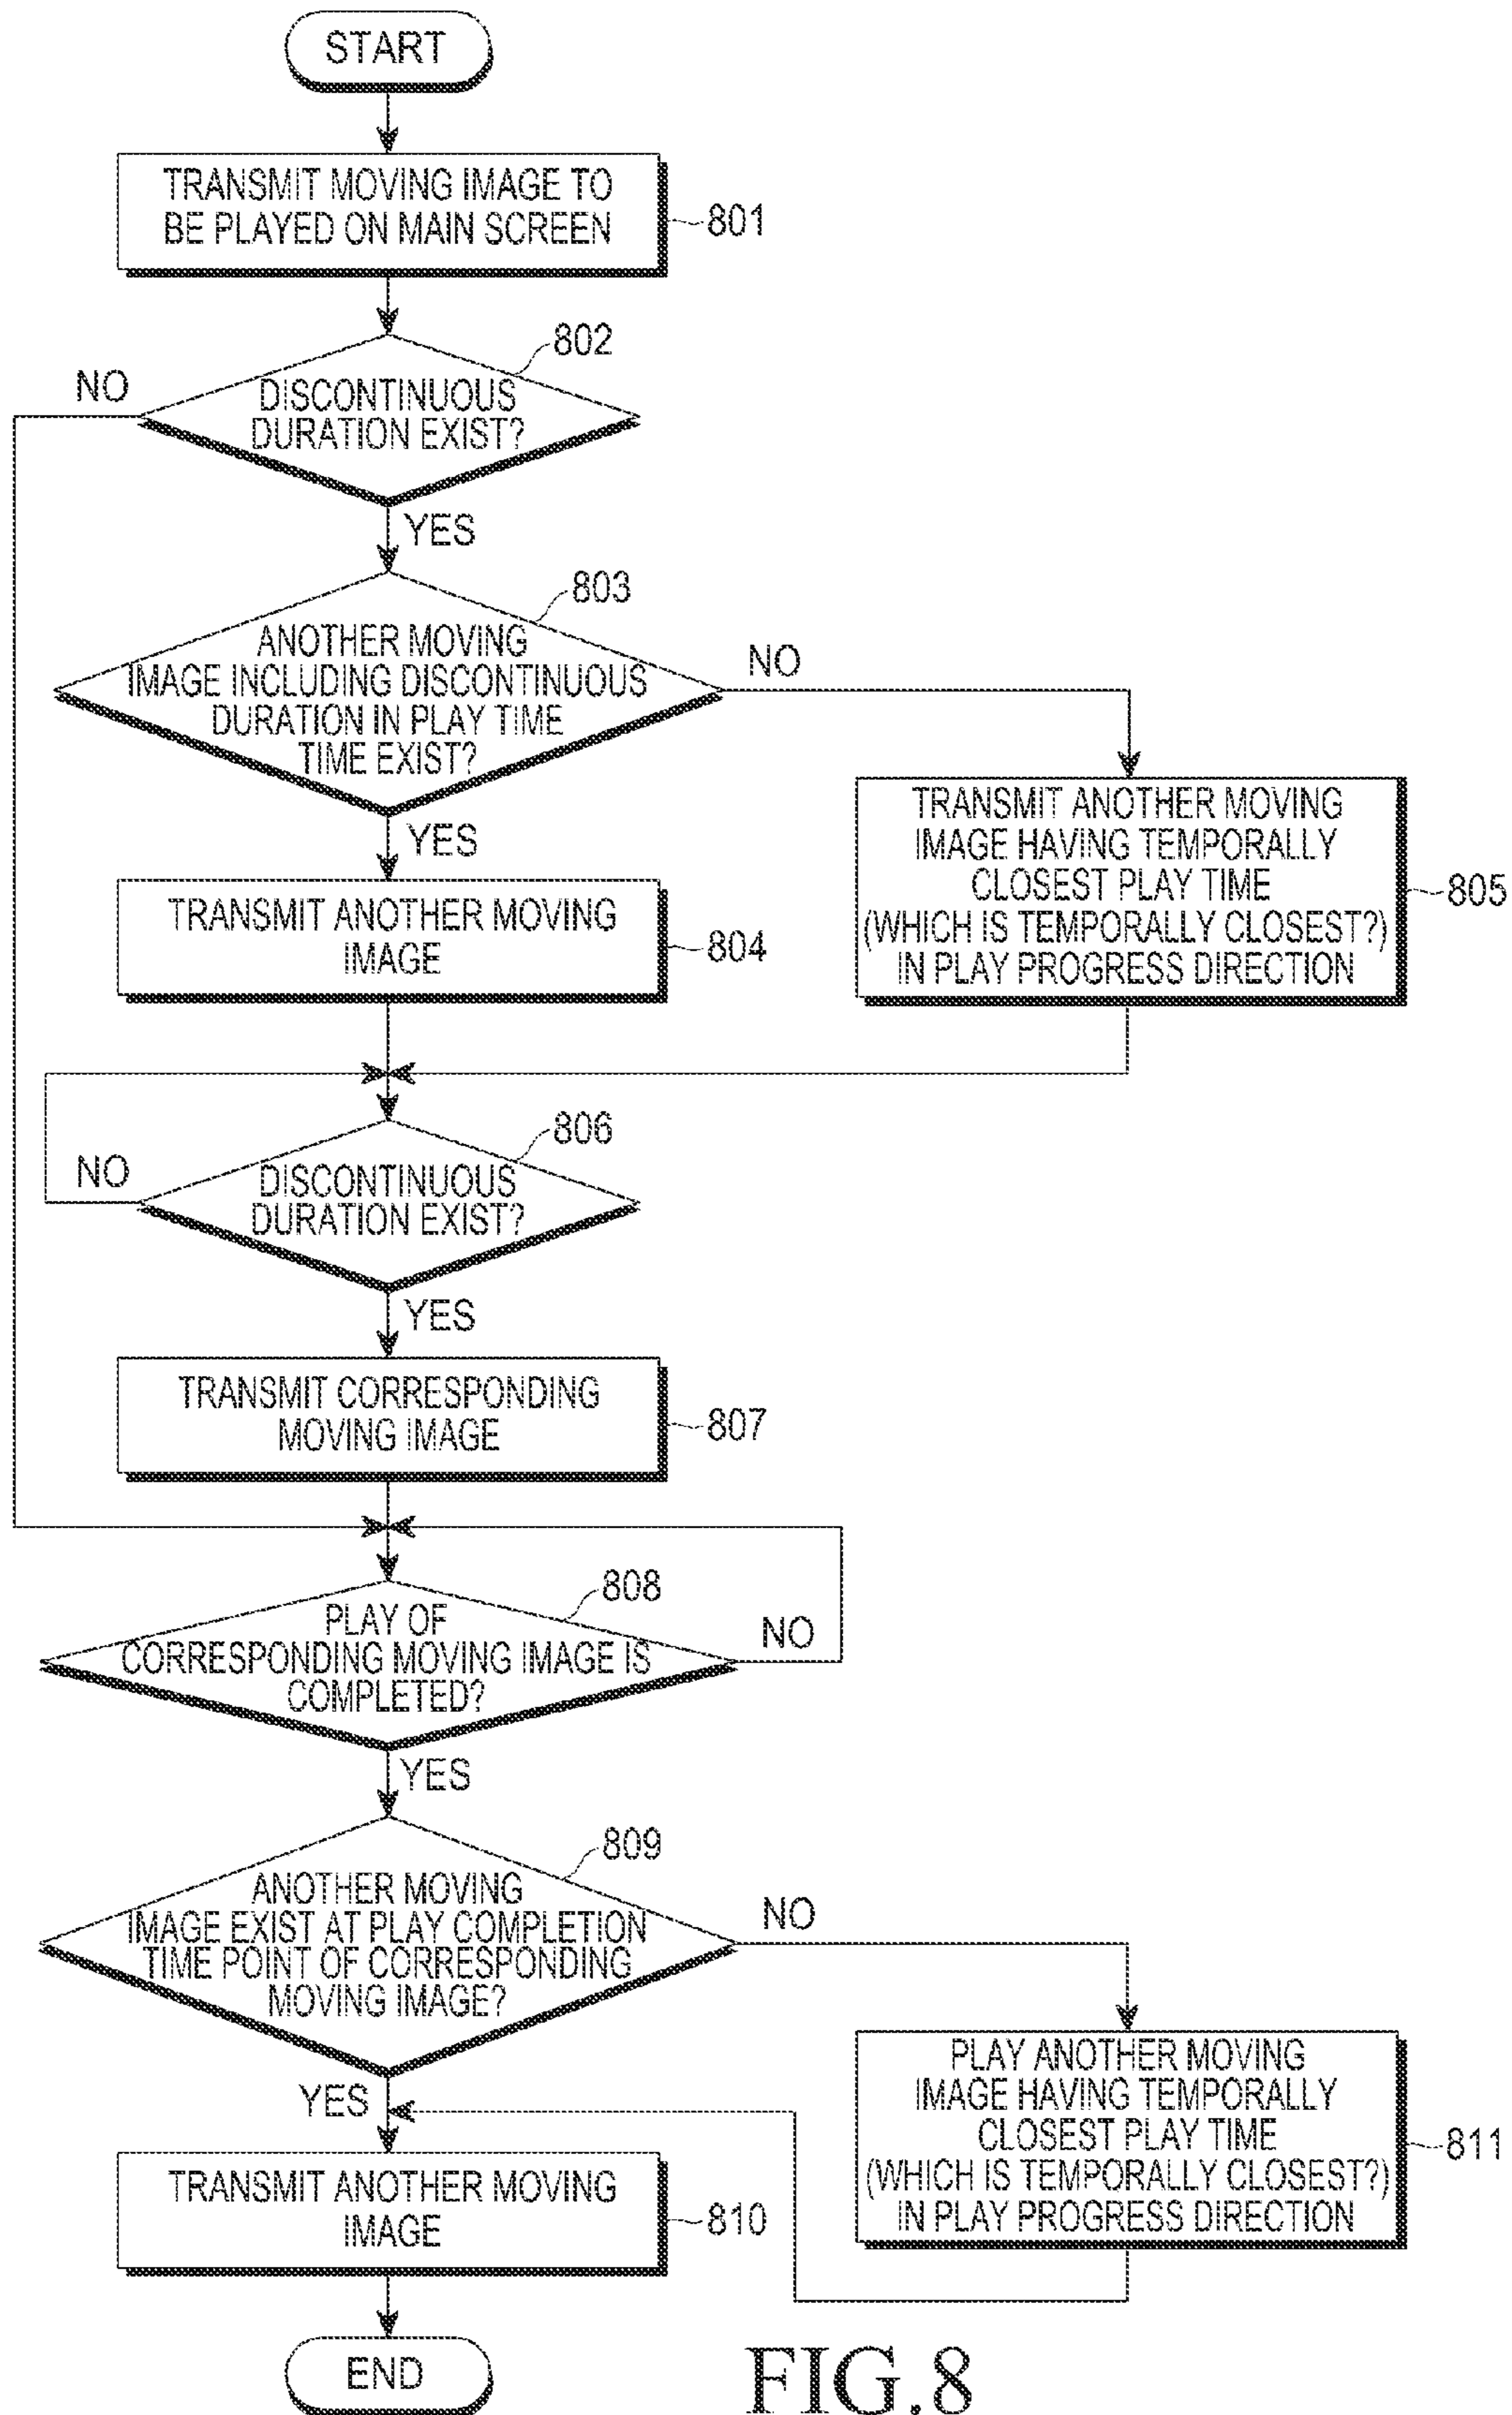 START
TRANSMIT MOVING IMAGE TO
BE PLAYED ON MAIN SCREEN
801
802
NO
DISCONTINUOUS
DURATION EXIST?
YES
803
ANOTHER MOVING
IMAGE INCLUDING DISCONTINUOUS
DURATION IN PLAY TIME
TIME EXIST?
NO
YES
TRANSMIT ANOTHER MOVING
IMAGE HAVING TEMPORALLY
CLOSEST PLAY TIME
(WHICH IS TEMPORALLY CLOSEST?)
IN PLAY PROGRESS DIRECTION
805
TRANSMIT ANOTHER MOVING
IMAGE
804
806
NO
DISCONTINUOUS
DURATION EXIST?
YES
TRANSMIT CORRESPONDING
MOVING IMAGE
807
808
PLAY OF
CORRESPONDING MOVING IMAGE IS
COMPLETED?
NO
YES
809
ANOTHER MOVING
IMAGE EXIST AT PLAY COMPLETION
TIME POINT OF CORRESPONDING
MOVING IMAGE?
NO
YES
PLAY ANOTHER MOVING
IMAGE HAVING TEMPORALLY
CLOSEST PLAY TIME
(WHICH IS TEMPORALLY CLOSEST?)
IN PLAY PROGRESS DIRECTION
811
TRANSMIT ANOTHER MOVING
IMAGE
810
END
FIG.8